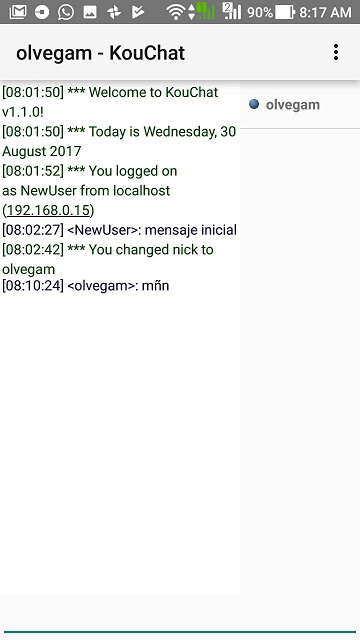 90% 8:17 AM
olvegam - KouChat
[08:01:50] *** Welcome to KouChat
v1.1.0!
[08:01:50] *** Today is Wednesday, 30
August 2017
[08:01:52] *** You logged on
as NewUser from localhost
(192.168.0.15)
[08:02:27] <NewUser>: mensaje inicial
[08:02:42] *** You changed nick to
olvegam
[08:10:24] <olvegam>: mñn
olvegam